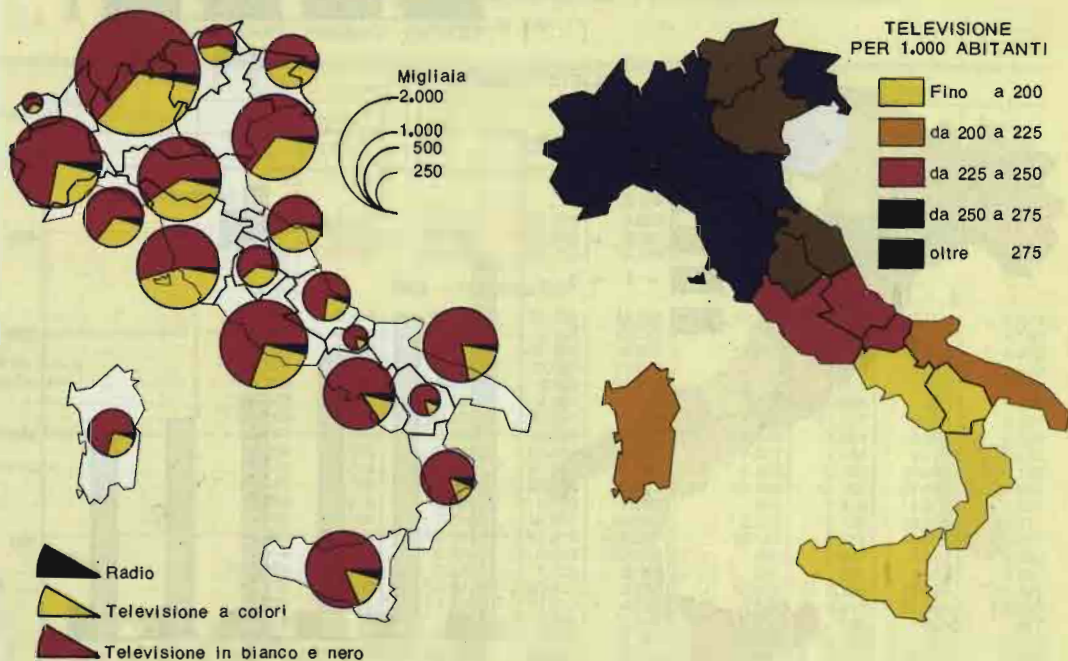 Migliaia
2.000
1.000
500
250
Radio
Televisione a colori
Televisione in bianco e nero
TELEVISIONE
PER 1.000 ABITANTI
Fino a 200
da 200 a 225
da 225 a 250
da 250 a 275
oltre 275